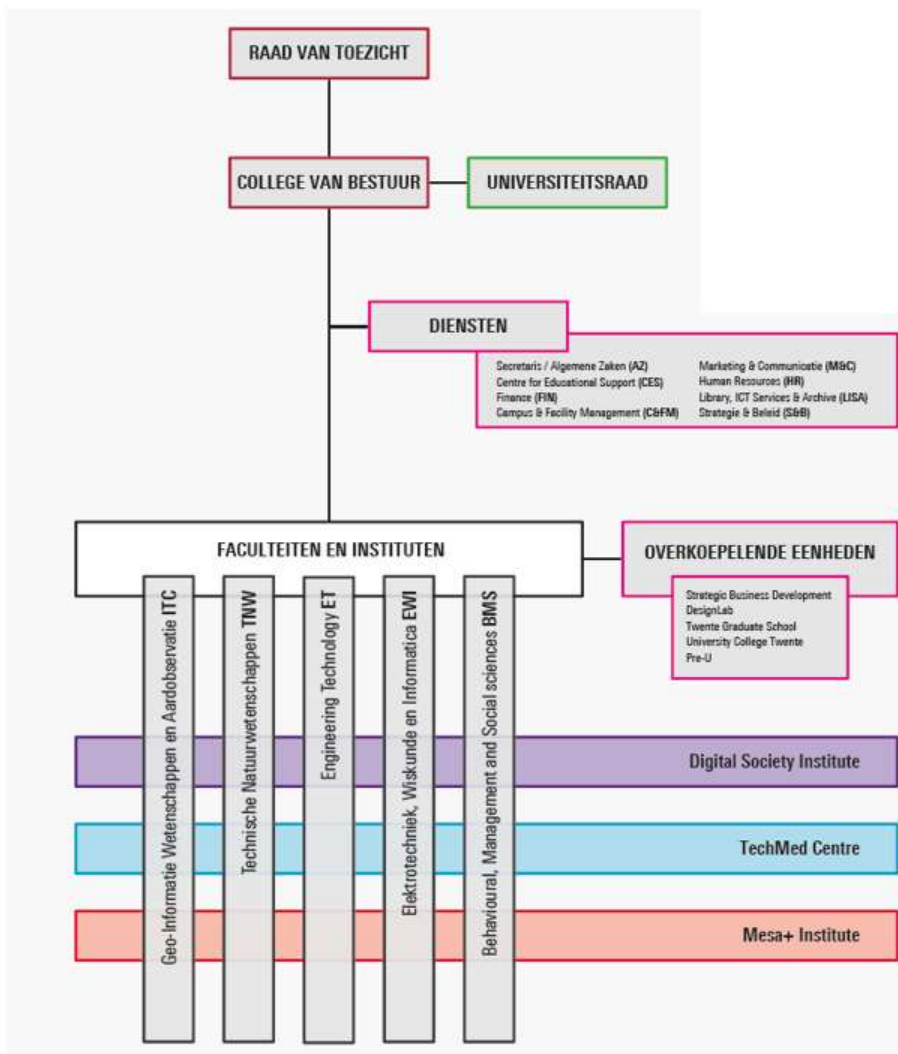 RAAD VAN TOEZICHT
COLLEGE VAN BESTUUR
UNIVERSITEITSRAAD
DIENSTEN
Secretaris / Algemene Zaken (AZ)
Centre for Educational Support (CES)
Finance (FIN)
Campus & Facility Management (C&FM)
Marketing & Communicatie (M&C)
Human Resources (HR)
Library, ICT Services & Archive (LISA)
Strategie & Beleid (S&B)
FACULTEITEN EN INSTITUTEN
OVERKOEPELENDE EENHEDEN
Strategic Business Development
DesignLab
Twente Graduate School
University College Twente
Pre-U
Geo-Informatie Wetenschappen en Aardobservatie ITC
Technische Natuurwetenschappen TNW
Engineering Technology ET
Elektrotechniek, Wiskunde en Informatica EWI
Behavioural, Management and Social sciences BMS
Digital Society Institute
TechMed Centre
Mesa+ Institute